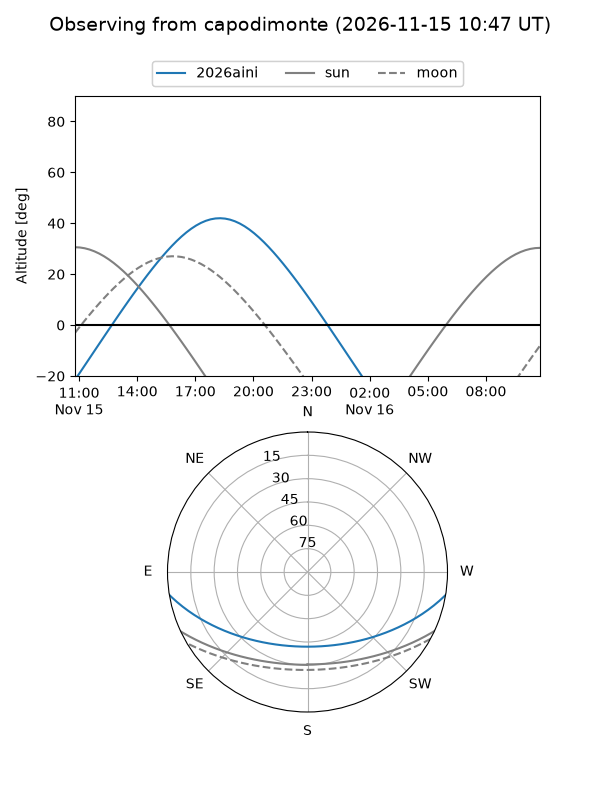 Observing from capodimonte (2026-11-15 10:47 UT)
2026aini sun moon
Altitude [deg]
80
60
40
20
0
−20
11:00 14:00 17:00 20:00 23:00 02:00 05:00 08:00
Nov 15 Nov 16
N
NE NW
15
30
45
60
75
E W
SE SW
S